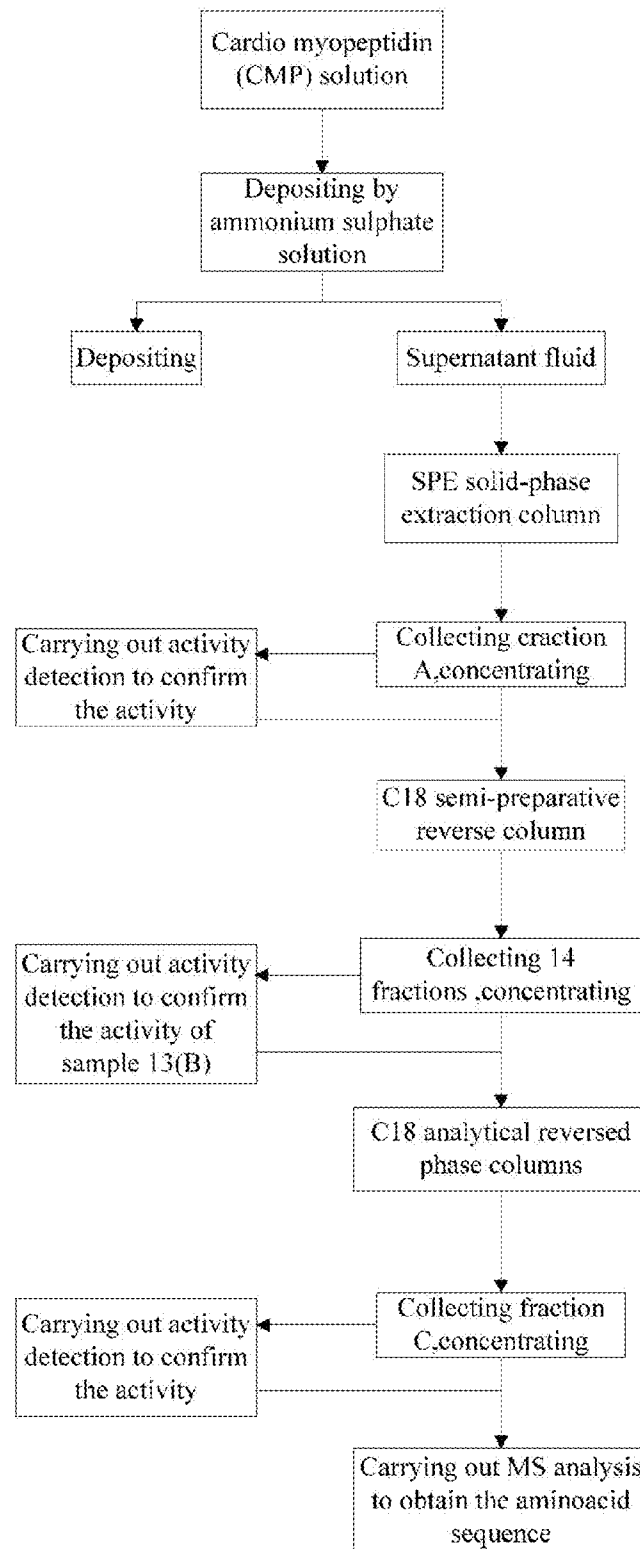 Cardio myopeptidin
(CMP) solution
Depositing by
ammonium sulphate
solution
Depositing
Supernatant fluid
SPE solid-phase
extraction column
Carrying out activity
detection to confirm
the activity
Collecting craction
A,concentrating
C18 semi-preparative
reverse column
Carrying out activity
detection to confirm
the activity of
sample 13(B)
Collecting 14
fractions ,concentrating
C18 analytical reversed
phase columns
Carrying out activity
detection to confirm
the activity
Collecting fraction
C,concentrating
Carrying out MS analysis
to obtain the aminoacid
sequence